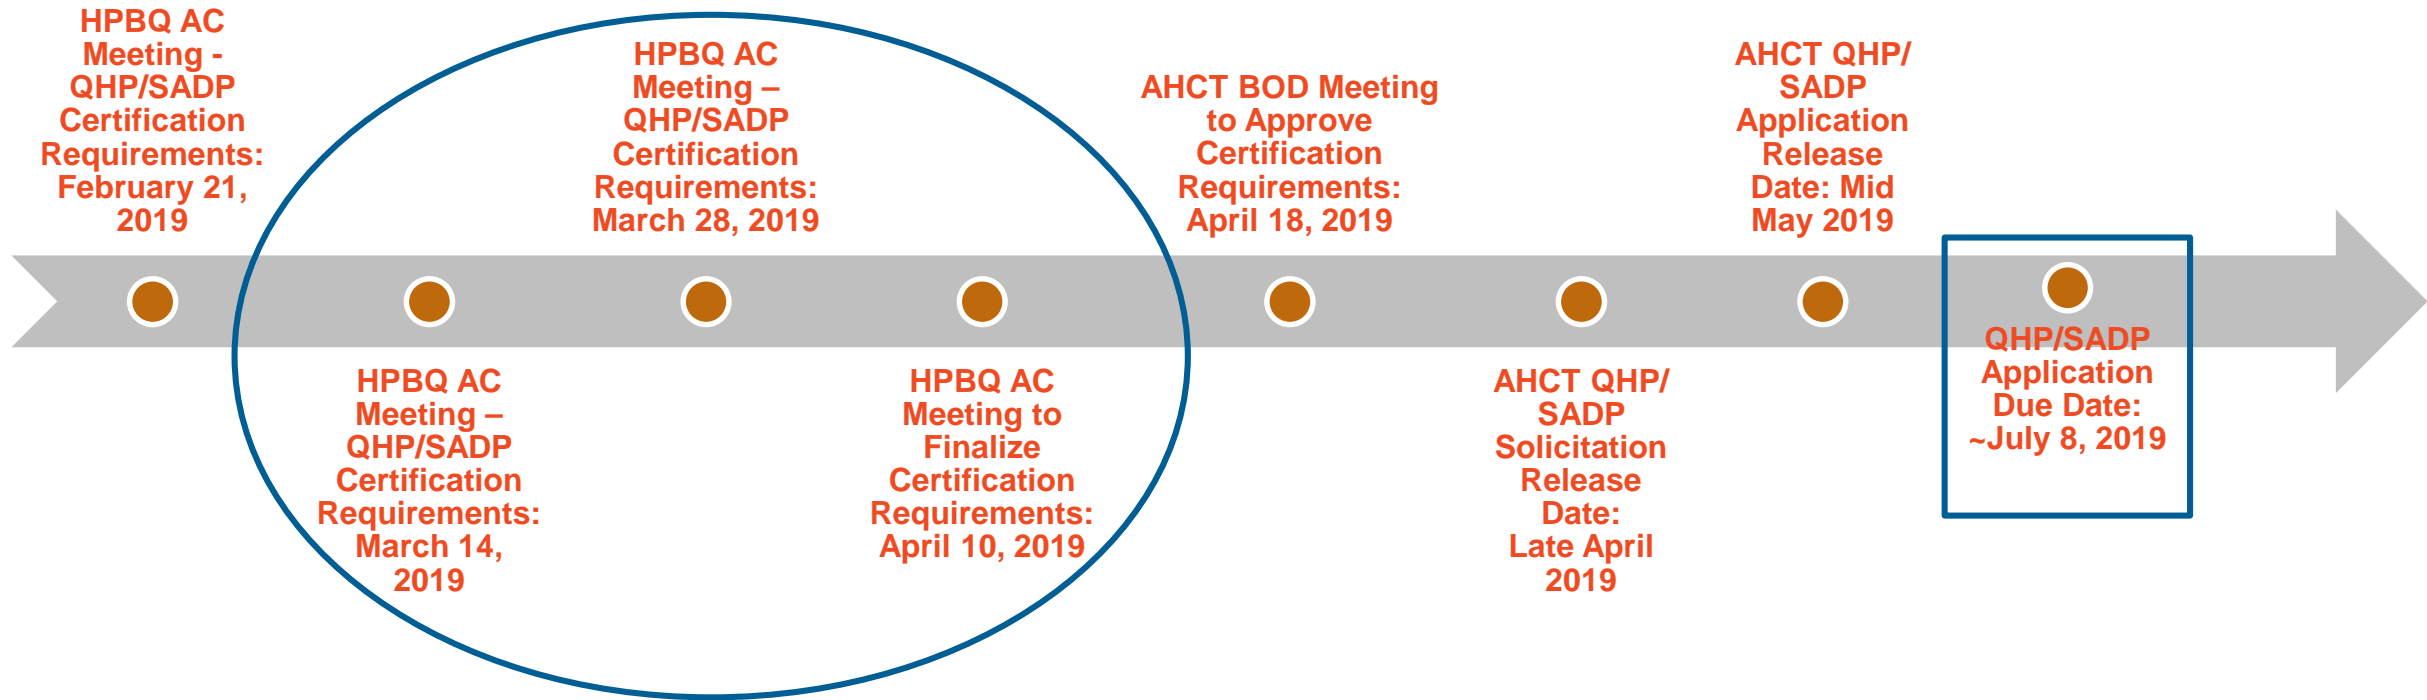 HPBQ AC
Meeting -
QHP/SADP
Certification
Requirements:
February 21,
2019
HPBQ AC
Meeting –
QHP/SADP
Certification
Requirements:
March 14,
2019
HPBQ AC
Meeting –
QHP/SADP
Certification
Requirements:
March 28, 2019
HPBQ AC
Meeting to
Finalize
Certification
Requirements:
April 10, 2019
AHCT BOD Meeting
to Approve
Certification
Requirements:
April 18, 2019
AHCT QHP/
SADP
Solicitation
Release
Date:
Late April
2019
AHCT QHP/
SADP
Application
Release
Date: Mid
May 2019
QHP/SADP
Application
Due Date:
~July 8, 2019